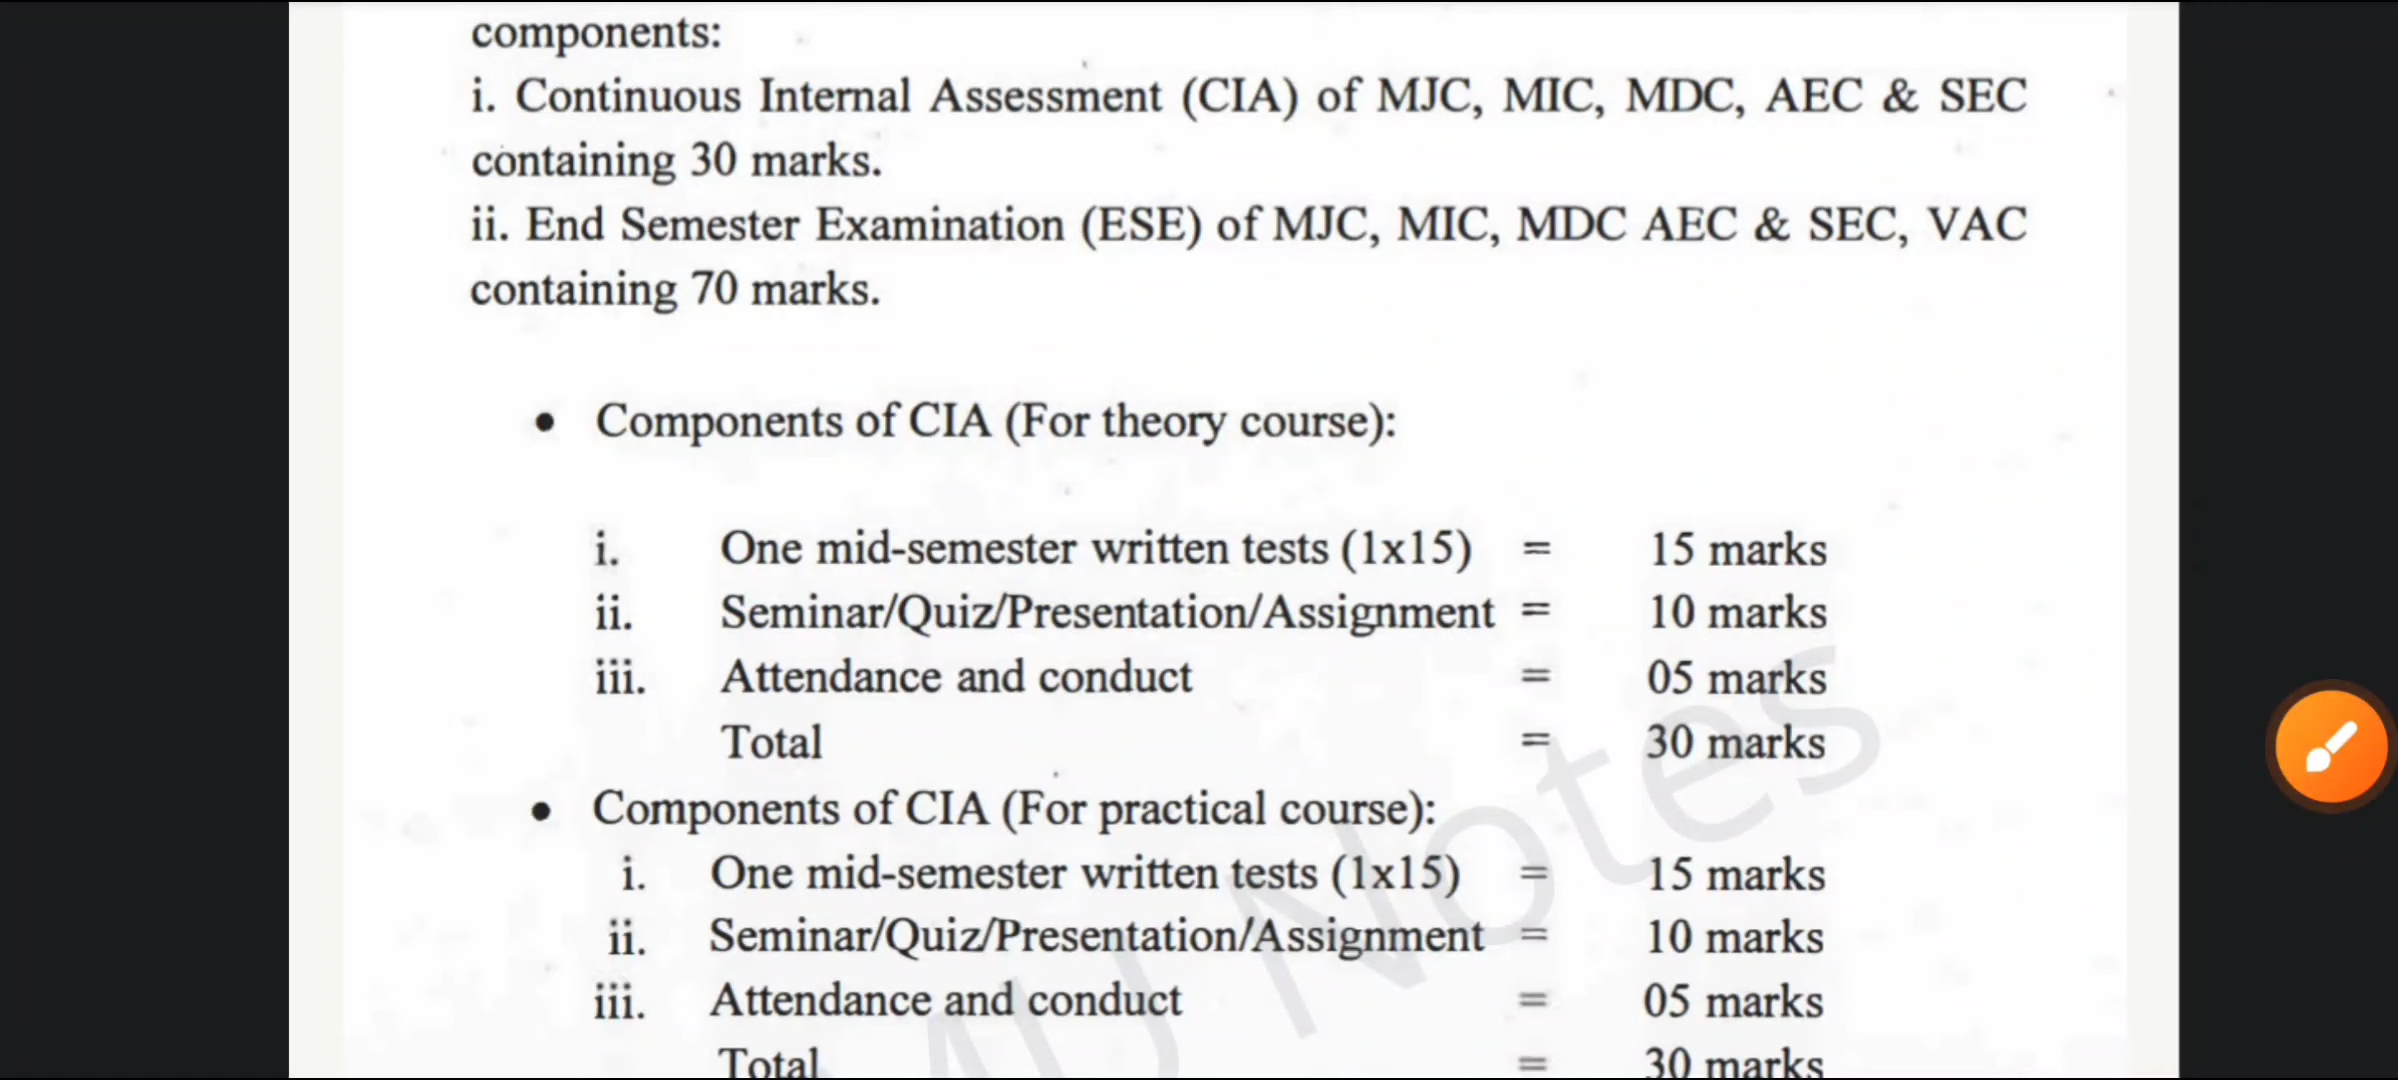 components:
i. Continuous Internal Assessment (CIA) of MJC, MIC, MDC, AEC & SEC
containing 30 marks.
ii. End Semester Examination (ESE) of MJC, MIC, MDC AEC & SEC, VAC
containing 70 marks.
• Components of CIA (For theory course):
i. One mid-semester written tests (1x15) = 15 marks
ii. Seminar/Quiz/Presentation/Assignment = 10 marks
iii. Attendance and conduct = 05 marks
Total = 30 marks
• Components of CIA (For practical course):
i. One mid-semester written tests (1x15) = 15 marks
ii. Seminar/Quiz/Presentation/Assignment = 10 marks
iii. Attendance and conduct = 05 marks
Total = 30 marks
Notes